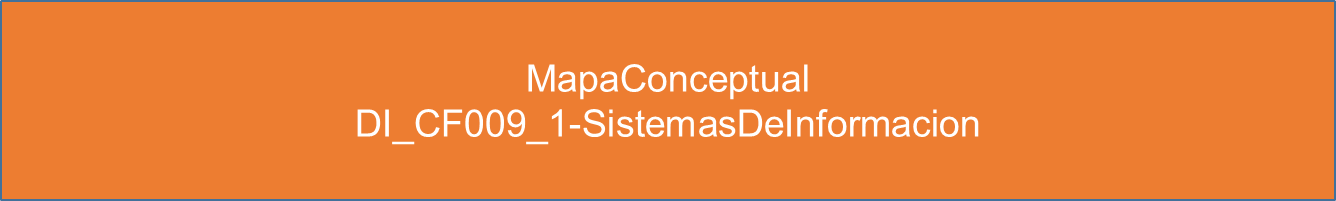 MapaConceptual
DI_CF009_1-SistemasDeInformacion